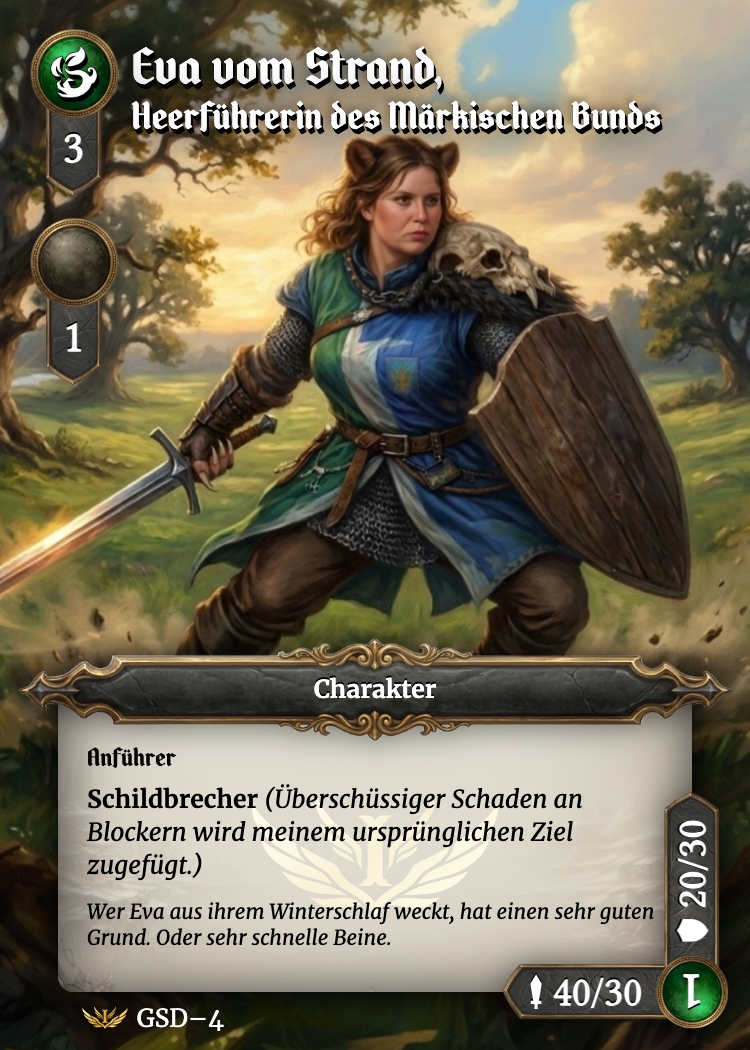 Eva vom Strand,
Heerführerin des Märkischen Bunds
3
1
Charakter
Anführer
Schildbrecher (Überschüssiger Schaden an
Blockern wird meinem ursprünglichen Ziel
zugefügt.)
Wer Eva aus ihrem Winterschlaf weckt, hat einen sehr guten
Grund. Oder sehr schnelle Beine.
20/30
40/30
1
GSD–4